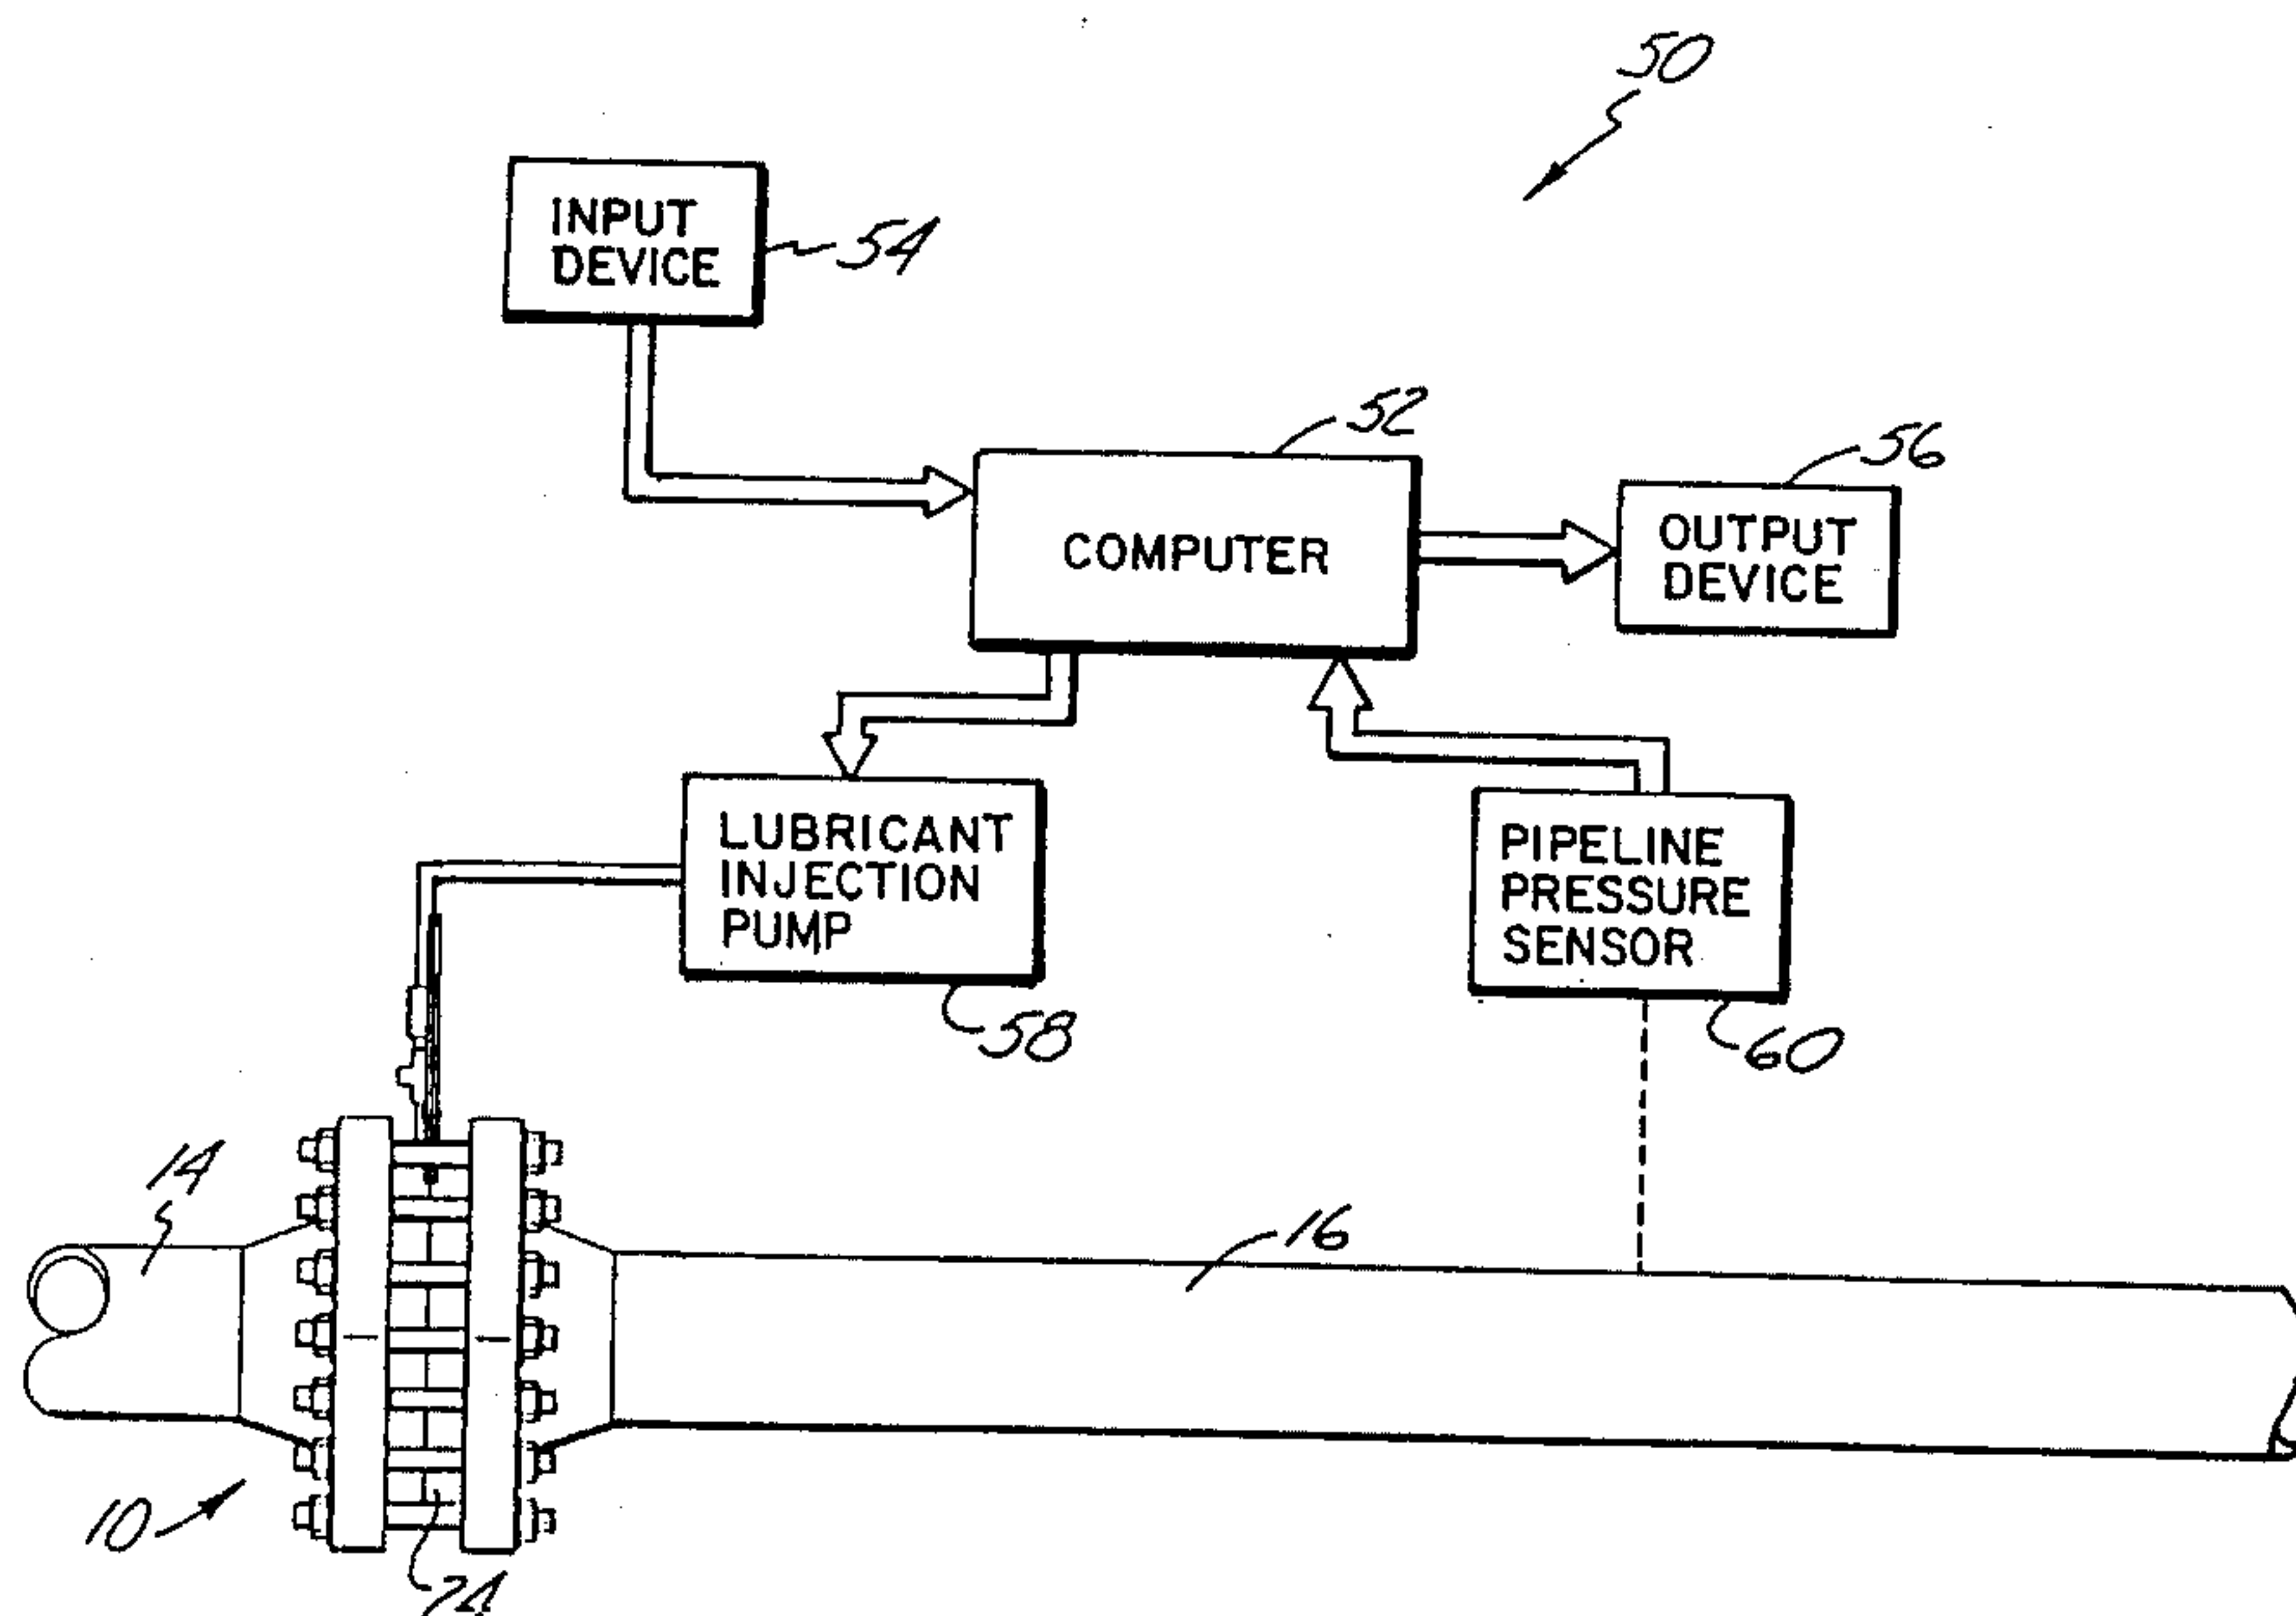 50
INPUT
DEVICE
54
52
56
COMPUTER
OUTPUT
DEVICE
LUBRICANT
INJECTION
PUMP
PIPELINE
PRESSURE
SENSOR
58
60
14
16
10
24